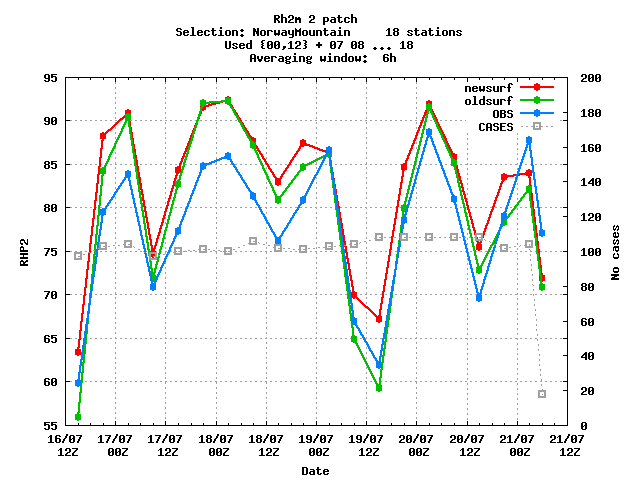 Rh2m 2 patch
Selection: NorwayMountain 18 stations
Used {00,12} + 07 08 ... 18
Averaging window: 6h
newsurf
oldsurf
OBS
CASES
95
90
85
80
75
70
65
60
55
RHP2
200
180
160
140
120
100
80
60
40
20
0
No cases
16/07 17/07 17/07 18/07 18/07 19/07 19/07 20/07 20/07 21/07 21/07
12Z 00Z 12Z 00Z 12Z 00Z 12Z 00Z 12Z 00Z 12Z
Date